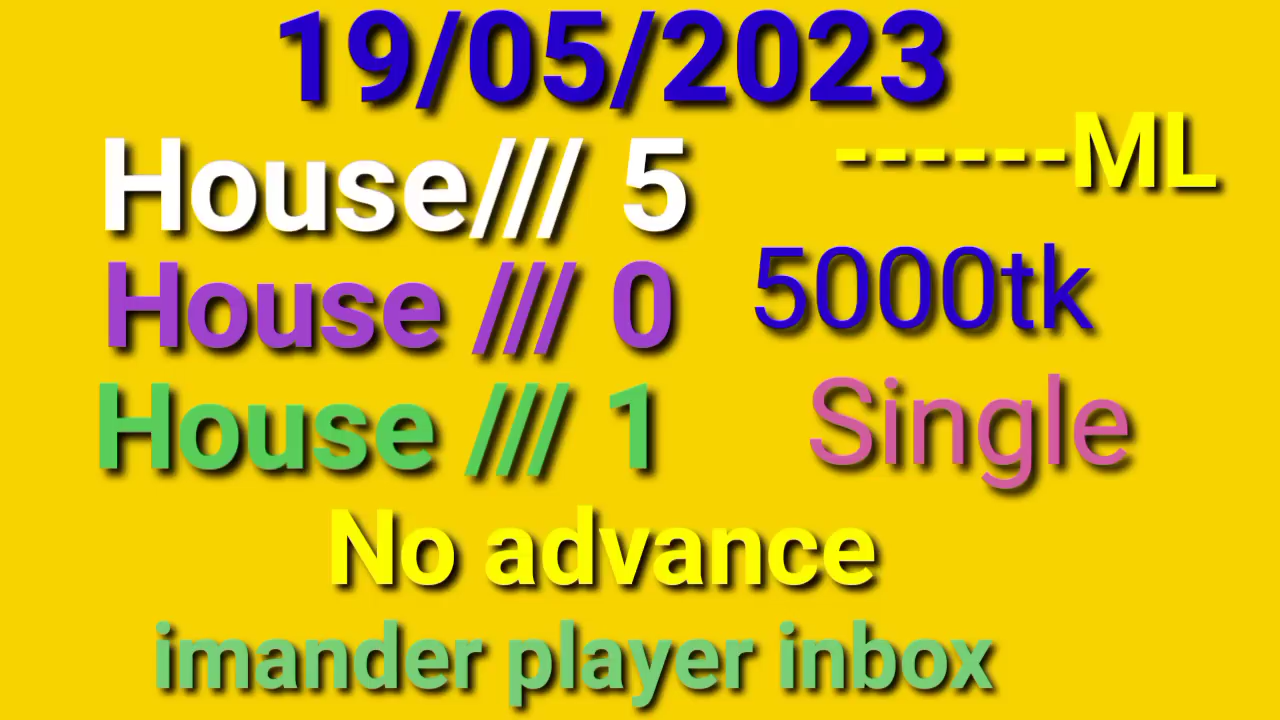 19/05/2023
------ML
House/// 5
House /// 0
5000tk
House /// 1
Single
No advance
imander player inbox